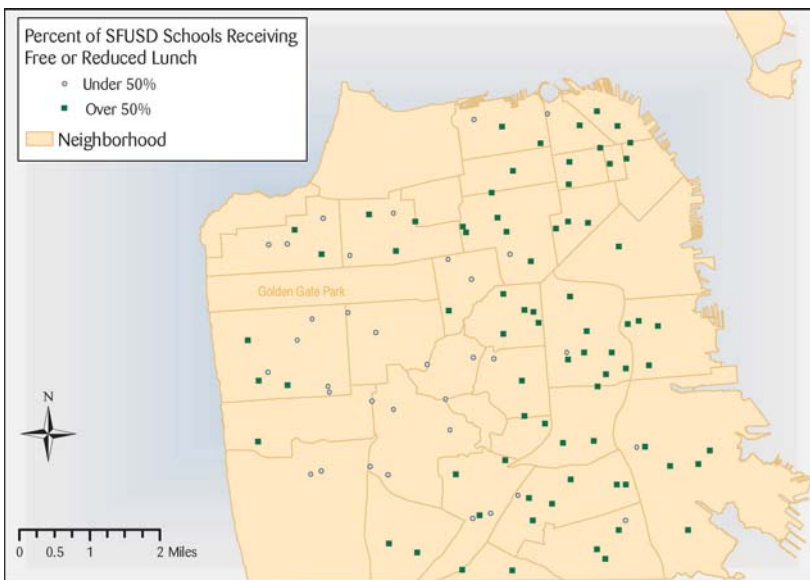 Percent of SFUSD Schools Receiving
Free or Reduced Lunch
Under 50%
Over 50%
Neighborhood
Golden Gate Park
N
0 0.5 1 2 Miles